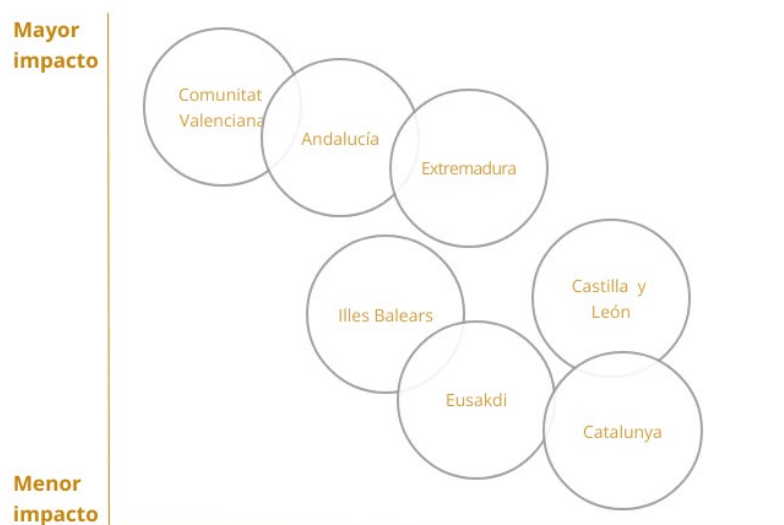 Mayor
impacto
Comunitat
Valenciana
Andalucía
Extremadura
Castilla y
León
Illes Balears
Eusakdi
Catalunya
Menor
impacto